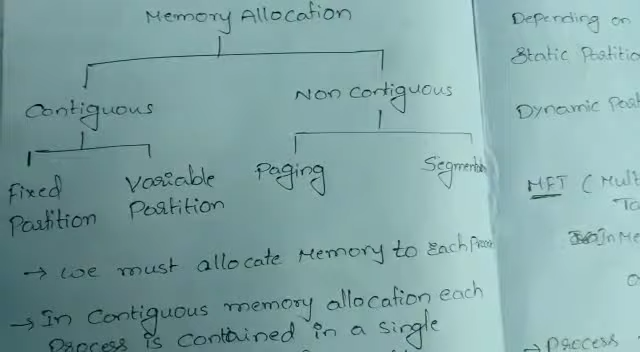 Memory Allocation
Contiguous
Non Contiguous
Fixed Partition
Variable Partition
Paging
→ we must allocate Memory to Each
→ In Contiguous memory allocation each
Process is contained in a single
Depending on
Static
Dynamic
MFT (
→ Process